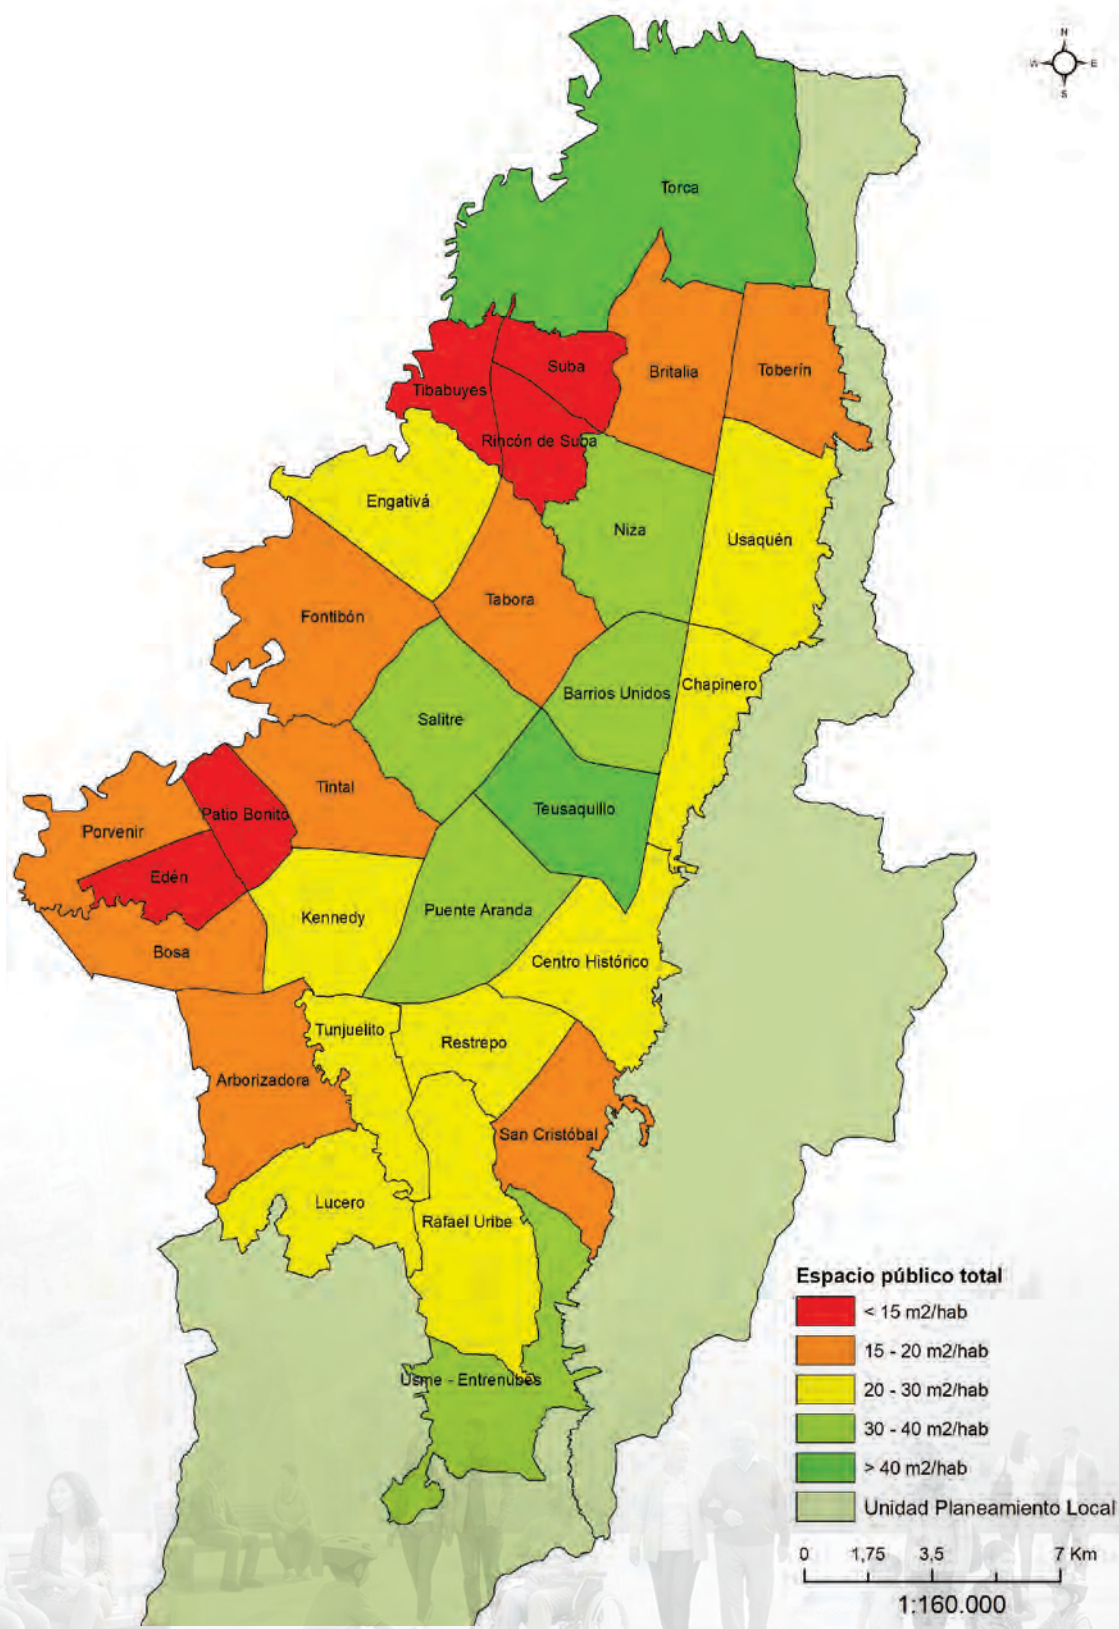 N
W E
S
Torca
Suba
Britalia
Toberín
Tibabuyes
Rincón de Suba
Engativá
Niza
Usaquén
Tabora
Fontibón
Chapinero
Barrios Unidos
Salitre
Tintal
Teusaquillo
Patio Bonito
Porvenir
Edén
Puente Aranda
Kennedy
Bosa
Centro Histórico
Tunjuelito
Restrepo
Arborizadora
San Cristóbal
Lucero
Rafael Uribe
Usme - Entrenubes
Espacio público total
< 15 m2/hab
15 - 20 m2/hab
20 - 30 m2/hab
30 - 40 m2/hab
> 40 m2/hab
Unidad Planeamiento Local
0 1,75 3,5 7 Km
1:160.000